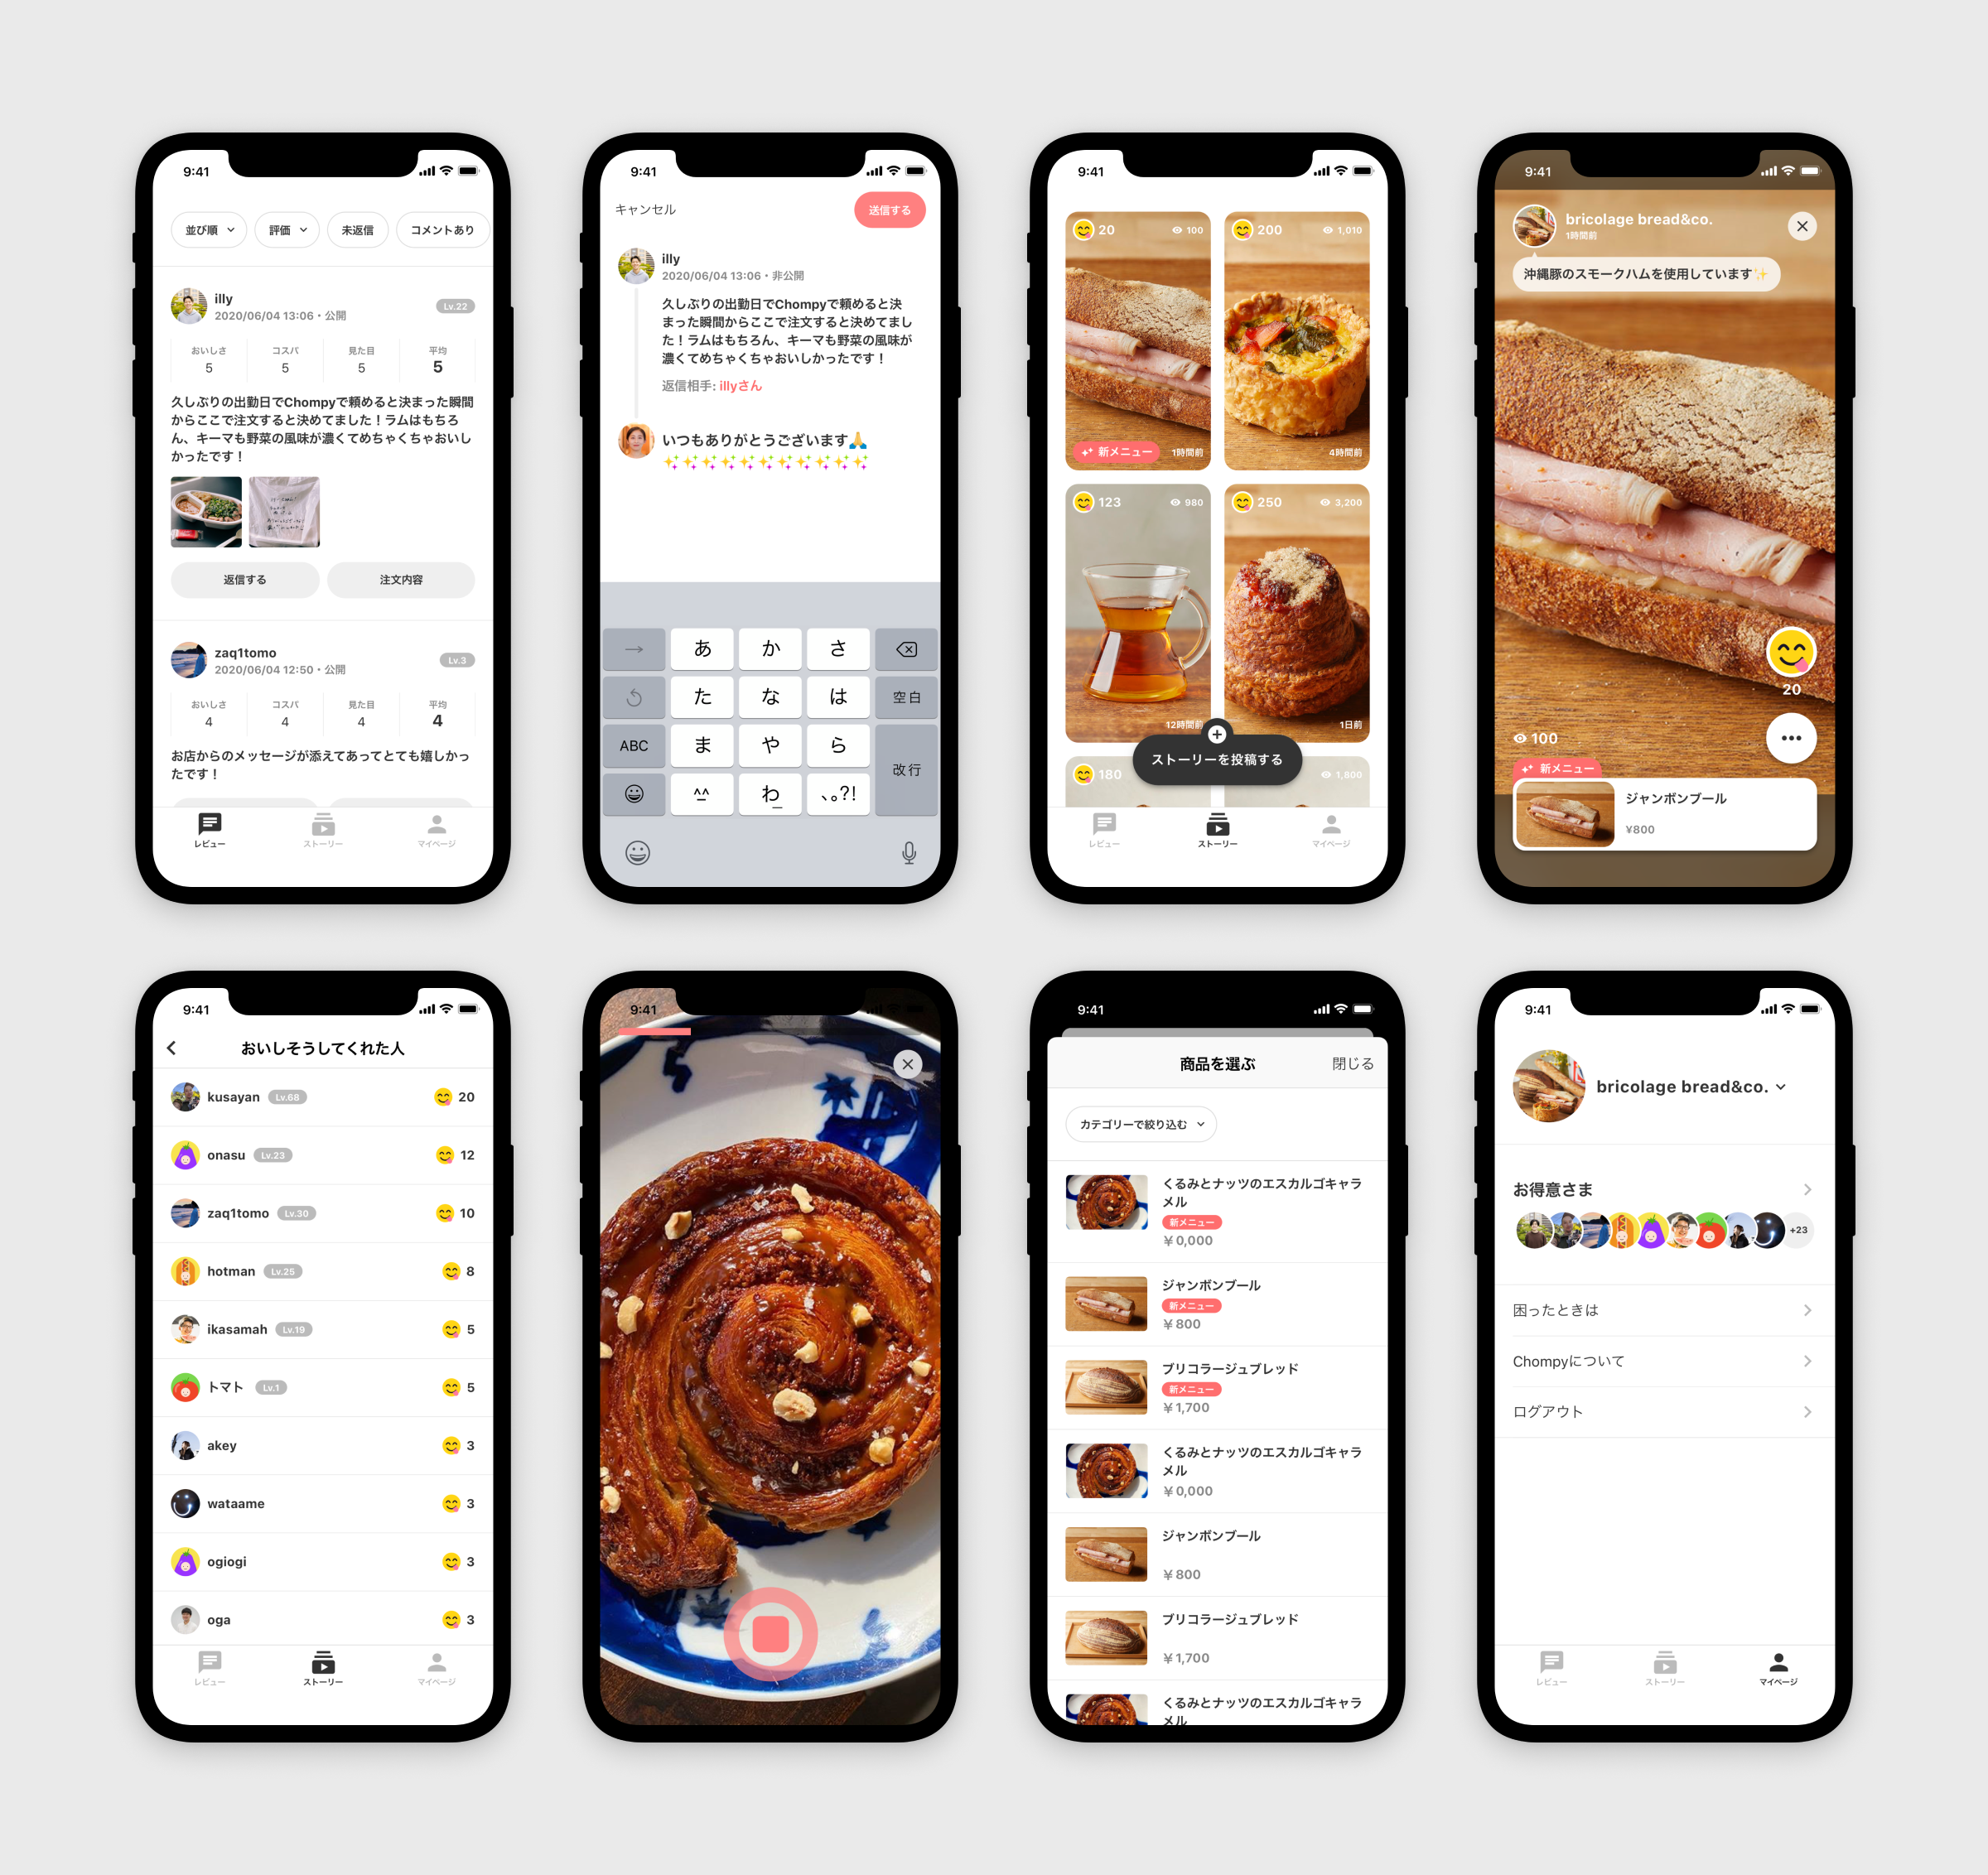 9:41
並び順
評価
未返信
コメントあり
illy
2020/06/04 13:06・公開
Lv.22
おいしさ
コスパ
見た目
平均
5
5
5
5
久しぶりの出勤日でChompyで頼めると決まった瞬間
からここで注文すると決めてました！ラムはもちろ
ん、キーマも野菜の風味が濃くてめちゃくちゃおいし
かったです！
返信する
注文内容
zaq1tomo
2020/06/04 12:50・公開
Lv.3
おいしさ
コスパ
見た目
平均
4
4
4
4
お店からのメッセージが添えてあってとても嬉しかっ
たです！
レビュー
ストーリー
マイページ
9:41
キャンセル
送信する
illy
2020/06/04 13:06・非公開
久しぶりの出勤日でChompyで頼めると決
まった瞬間からここで注文すると決めてまし
た！ラムはもちろん、キーマも野菜の風味が
濃くてめちゃくちゃおいしかったです！
返信相手: illyさん
いつもありがとうございます🙏
✨✨✨✨✨✨✨✨✨✨✨
→
あ
か
さ
た
な
は
空白
ABC
ま
や
ら
改行
^^
わ
、。?!
9:41
20
100
200
1,010
新メニュー
1時間前
4時間前
123
980
250
3,200
12時間前
1日前
180
1,800
ストーリーを投稿する
レビュー
ストーリー
マイページ
9:41
bricolage bread&co.
1時間前
沖縄豚のスモークハムを使用しています✨
20
100
新メニュー
ジャンボンブール
¥800
9:41
おいしそうしてくれた人
kusayan
Lv.68
20
onasu
Lv.23
12
zaq1tomo
Lv.30
10
hotman
Lv.25
8
ikasamah
Lv.19
5
トマト
Lv.1
5
akey
3
wataame
3
ogiogi
3
oga
3
レビュー
ストーリー
マイページ
9:41
9:41
商品を選ぶ
閉じる
カテゴリーで絞り込む
くるみとナッツのエスカルゴキャラ
メル
新メニュー
¥0,000
ジャンボンブール
新メニュー
¥800
ブリコラージュブレッド
新メニュー
¥1,700
くるみとナッツのエスカルゴキャラ
メル
¥0,000
ジャンボンブール
¥800
ブリコラージュブレッド
¥1,700
くるみとナッツのエスカルゴキャラ
メル
9:41
bricolage bread&co.
お得意さま
+23
困ったときは
Chompyについて
ログアウト
レビュー
ストーリー
マイページ